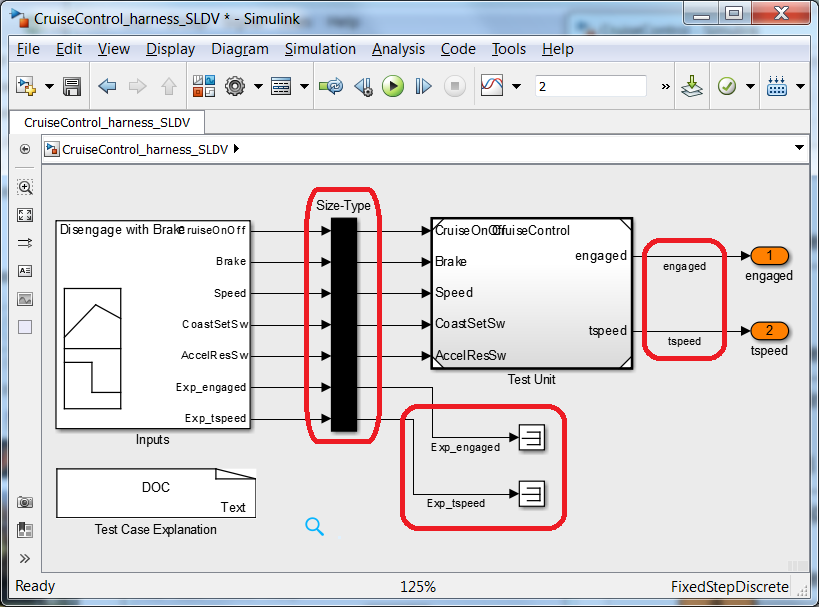 CruiseControl_harness_SLDV * - Simulink
File Edit View Display Diagram Simulation Analysis Code Tools Help
2 »
CruiseControl_harness_SLDV
CruiseControl_harness_SLDV
Size-Type
Disengage with Brake CruiseOnOff
CruiseOnOff CruiseControl
Brake
Brake
engaged
1
engaged
engaged
Speed
Speed
CoastSetSw
CoastSetSw
tspeed
2
tspeed
tspeed
AccelResSw
AccelResSw
Test Unit
Exp_engaged
Exp_tspeed
Inputs
Exp_engaged
Exp_tspeed
DOC
Text
Test Case Explanation
Ready 125% FixedStepDiscrete